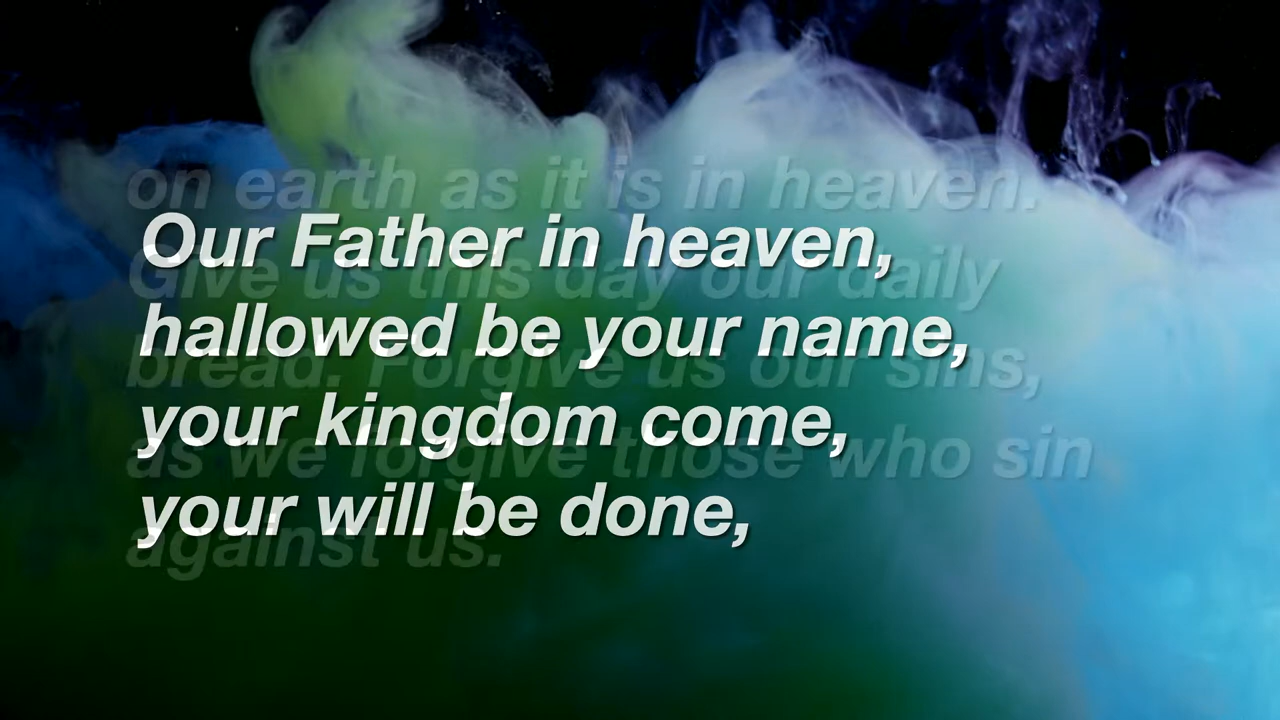 Our Father in heaven,
hallowed be your name,
your kingdom come,
your will be done,
on earth as it is in heaven.
Give us this day our daily
bread. Forgive us our sins,
as we forgive those who sin
against us.